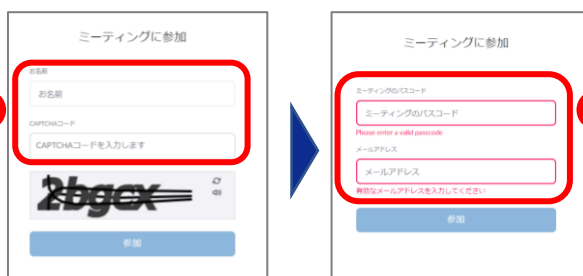 ミーティングに参加
お名前
お名前
CAPTCHAコード
CAPTCHAコードを入力します
2bgcx
参加
ミーティングに参加
ミーティングのパスコード
ミーティングのパスコード
Please enter a valid passcode
メールアドレス
メールアドレス
有効なメールアドレスを入力してください
参加